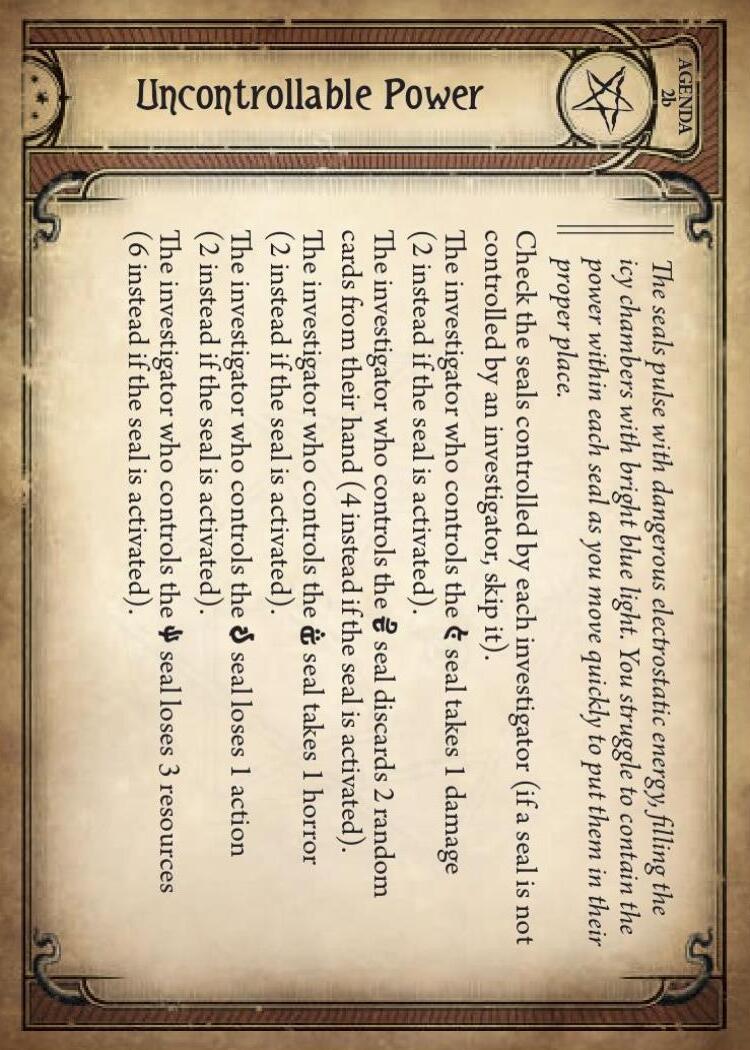 AGENDA
2b
Uncontrollable Power
The seals pulse with dangerous electrostatic energy, filling the
icy chambers with bright blue light. You struggle to contain the
power within each seal as you move quickly to put them in their
proper place.
Check the seals controlled by each investigator (if a seal is not
controlled by an investigator, skip it).
The investigator who controls the seal takes 1 damage
(2 instead if the seal is activated).
The investigator who controls the seal discards 2 random
cards from their hand (4 instead if the seal is activated).
The investigator who controls the seal takes 1 horror
(2 instead if the seal is activated).
The investigator who controls the seal loses 1 action
(2 instead if the seal is activated).
The investigator who controls the seal loses 3 resources
(6 instead if the seal is activated).